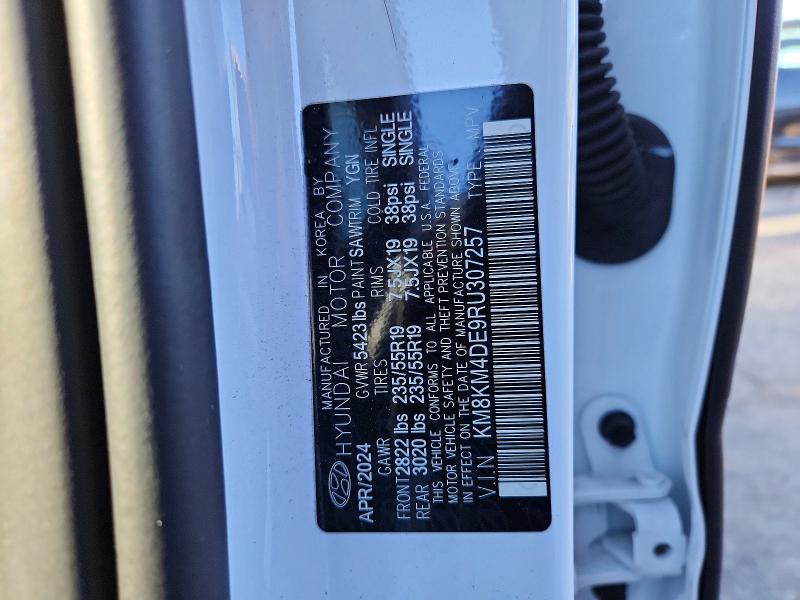 MANUFACTURED IN KOREA BY
HYUNDAI MOTOR COMPANY
APR/2024 GVWR 5423 lbs PAINT SAW TRIM YGN
GAWR TIRES RIMS COLD TIRE INFL
FRONT 2822 lbs 235/55R19 7.5JX19 38psi SINGLE
REAR 3020 lbs 235/55R19 7.5JX19 38psi SINGLE
THIS VEHICLE CONFORMS TO ALL APPLICABLE U.S.A. FEDERAL
MOTOR VEHICLE SAFETY AND THEFT PREVENTION STANDARDS
IN EFFECT ON THE DATE OF MANUFACTURE SHOWN ABOVE.
V.I.N KM8KM4DE9RU307257 TYPE: MPV